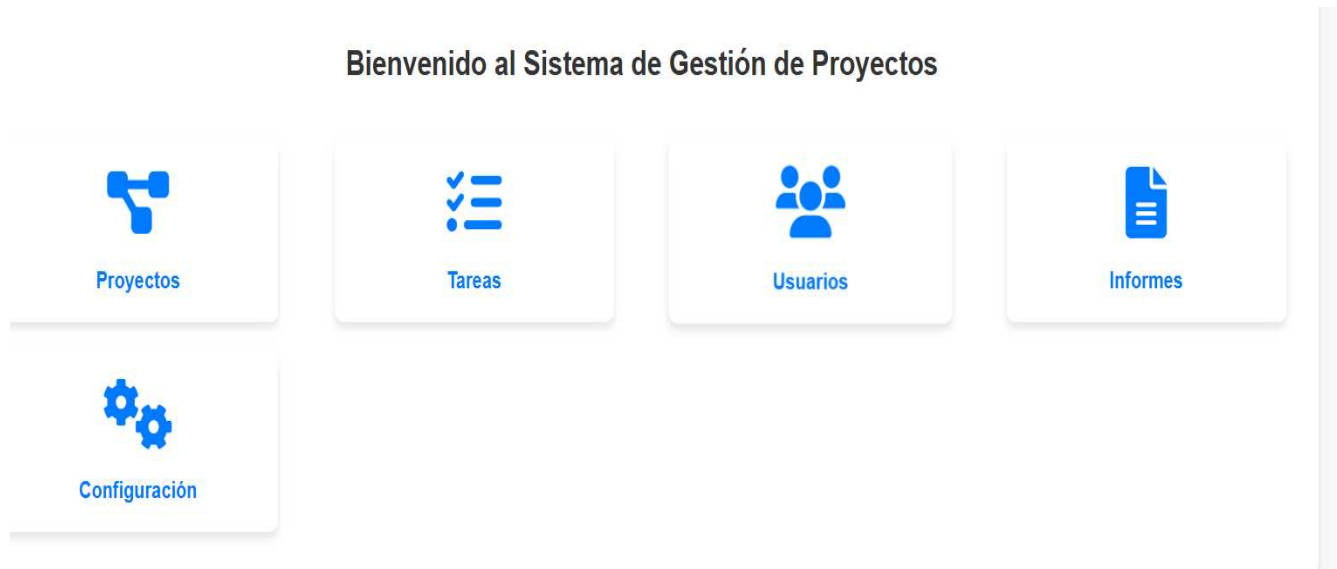 Bienvenido al Sistema de Gestión de Proyectos
Proyectos
Tareas
Usuarios
Informes
Configuración